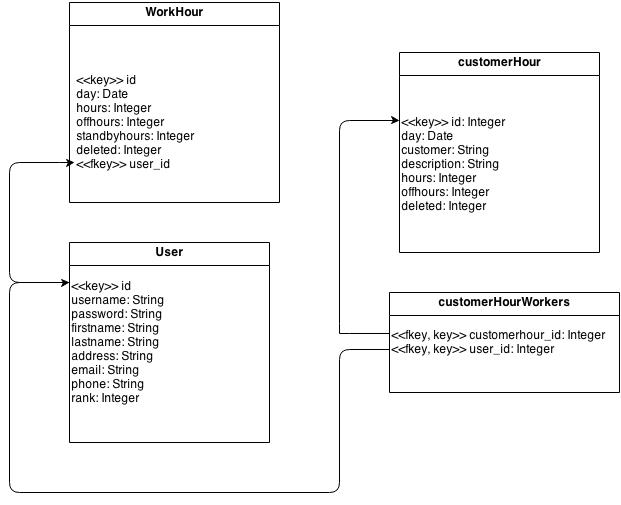 WorkHour
<<key>> id
day: Date
hours: Integer
offhours: Integer
standbyhours: Integer
deleted: Integer
<<fkey>> user_id
customerHour
<<key>> id: Integer
day: Date
customer: String
description: String
hours: Integer
offhours: Integer
deleted: Integer
User
<<key>> id
username: String
password: String
firstname: String
lastname: String
address: String
email: String
phone: String
rank: Integer
customerHourWorkers
<<fkey, key>> customerhour_id: Integer
<<fkey, key>> user_id: Integer